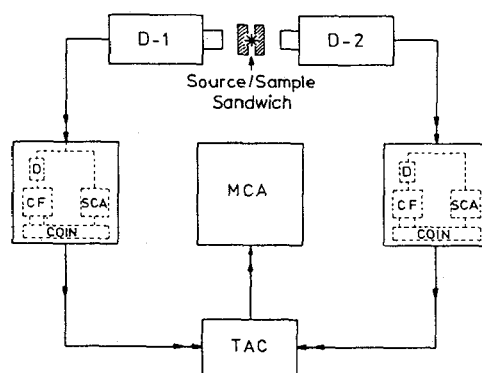 D-1
D-2
Source/Sample
Sandwich
D
CF
SCA
COIN
MCA
D
CF
SCA
COIN
TAC